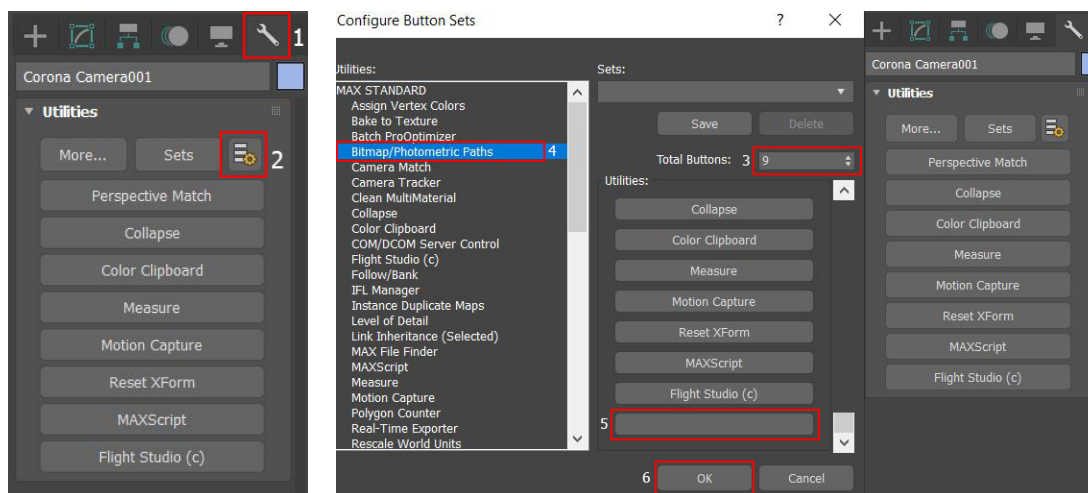 1
Corona Camera001
Utilities
More... Sets 2
Perspective Match
Collapse
Color Clipboard
Measure
Motion Capture
Reset XForm
MAXScript
Flight Studio (c)
Configure Button Sets ? ×
Jtilities:
MAX STANDARD
Assign Vertex Colors
Bake to Texture
Batch ProOptimizer
Bitmap/Photometric Paths 4
Camera Match
Camera Tracker
Clean MultiMaterial
Collapse
Color Clipboard
COM/DCOM Server Control
Flight Studio (c)
Follow/Bank
IFL Manager
Instance Duplicate Maps
Level of Detail
Link Inheritance (Selected)
MAX File Finder
MAXScript
Measure
Motion Capture
Polygon Counter
Real-Time Exporter
Rescale World Units
Sets:
Save Delete
Total Buttons: 3 9
Utilities:
Collapse
Color Clipboard
Measure
Motion Capture
Reset XForm
MAXScript
Flight Studio (c)
5
6 OK Cancel
Corona Camera001
Utilities
More... Sets
Perspective Match
Collapse
Color Clipboard
Measure
Motion Capture
Reset XForm
MAXScript
Flight Studio (c)